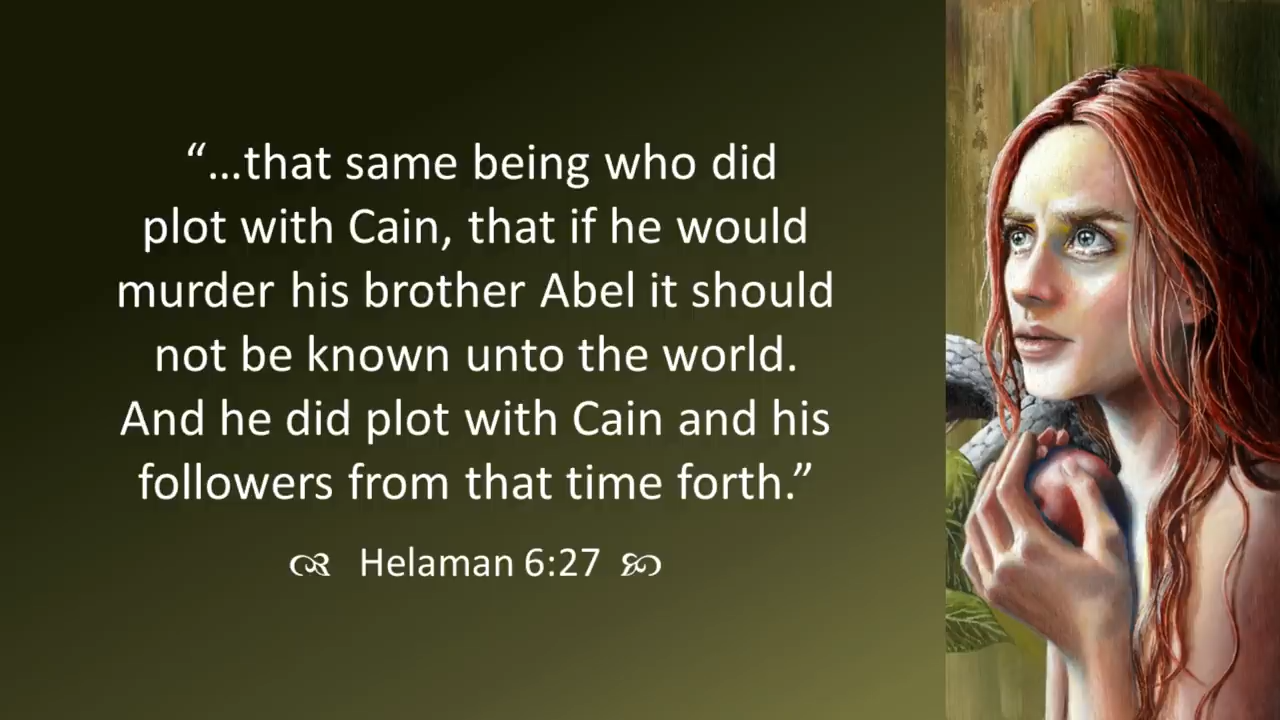 “…that same being who did
plot with Cain, that if he would
murder his brother Abel it should
not be known unto the world.
And he did plot with Cain and his
followers from that time forth.”
Helaman 6:27